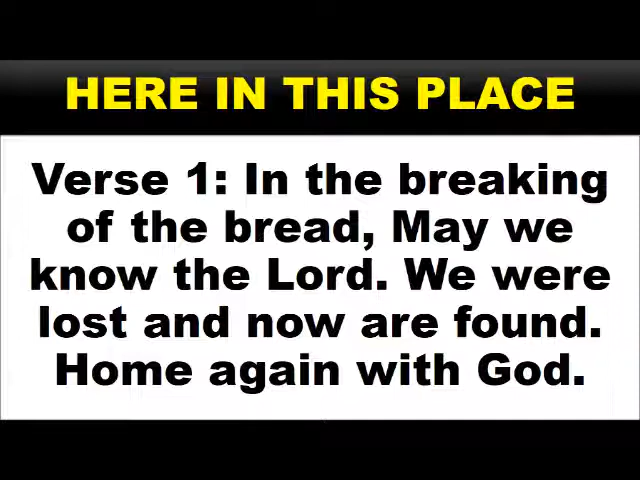 HERE IN THIS PLACE
Verse 1: In the breaking
of the bread, May we
know the Lord. We were
lost and now are found.
Home again with God.